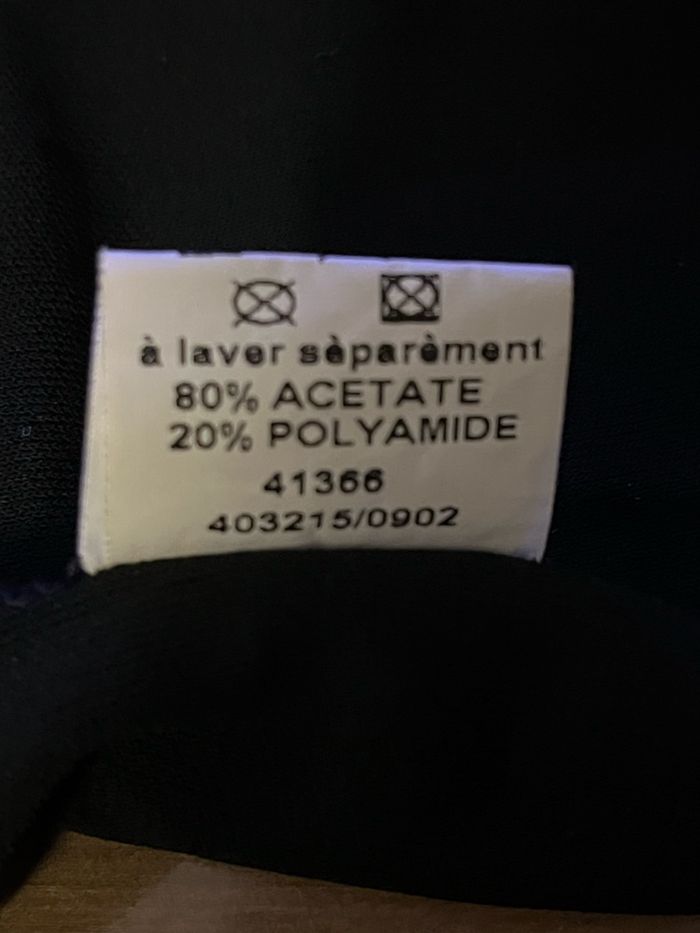 à laver sèparèment
80% ACETATE
20% POLYAMIDE
41366
403215/0902